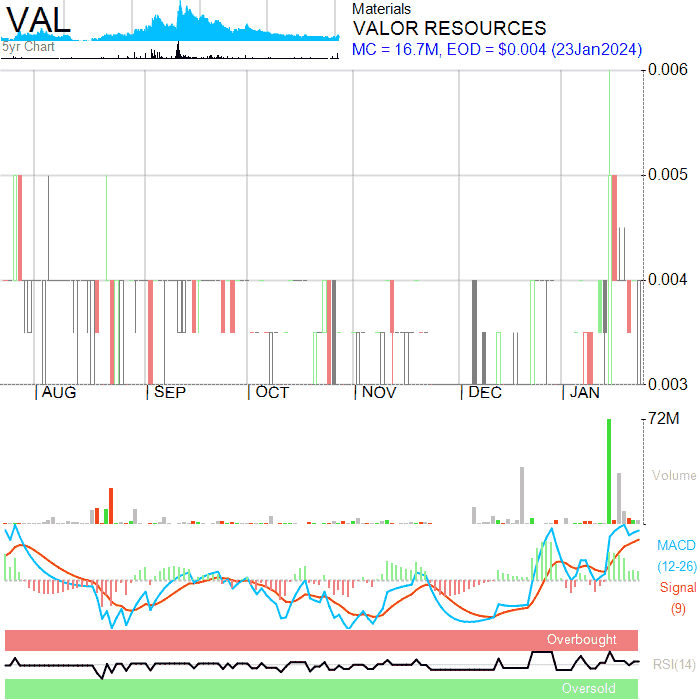 VAL
5yr Chart
Materials
VALOR RESOURCES
MC = 16.7M, EOD = $0.004 (23Jan2024)
0.006
0.005
0.004
0.003
AUG SEP OCT NOV DEC JAN
72M
Volume
MACD
(12-26)
Signal
(9)
Overbought
RSI(14)
Oversold